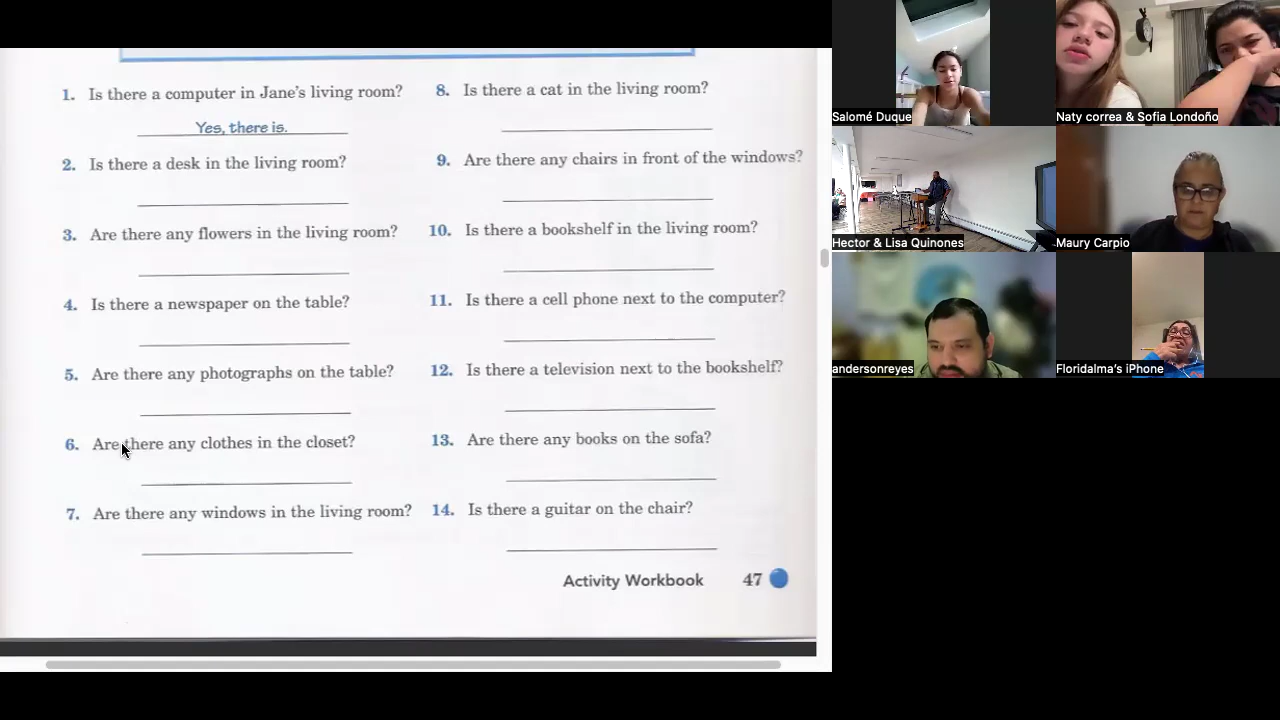 1. Is there a computer in Jane's living room?
Yes, there is.
2. Is there a desk in the living room?
3. Are there any flowers in the living room?
4. Is there a newspaper on the table?
5. Are there any photographs on the table?
6. Are there any clothes in the closet?
7. Are there any windows in the living room?
8. Is there a cat in the living room?
9. Are there any chairs in front of the windows?
10. Is there a bookshelf in the living room?
11. Is there a cell phone next to the computer?
12. Is there a television next to the bookshelf?
13. Are there any books on the sofa?
14. Is there a guitar on the chair?
Activity Workbook 47
Salomé Duque
Naty correa & Sofia Londoño
Hector & Lisa Quinones
Maury Carpio
andersonreyes
Floridalma's iPhone